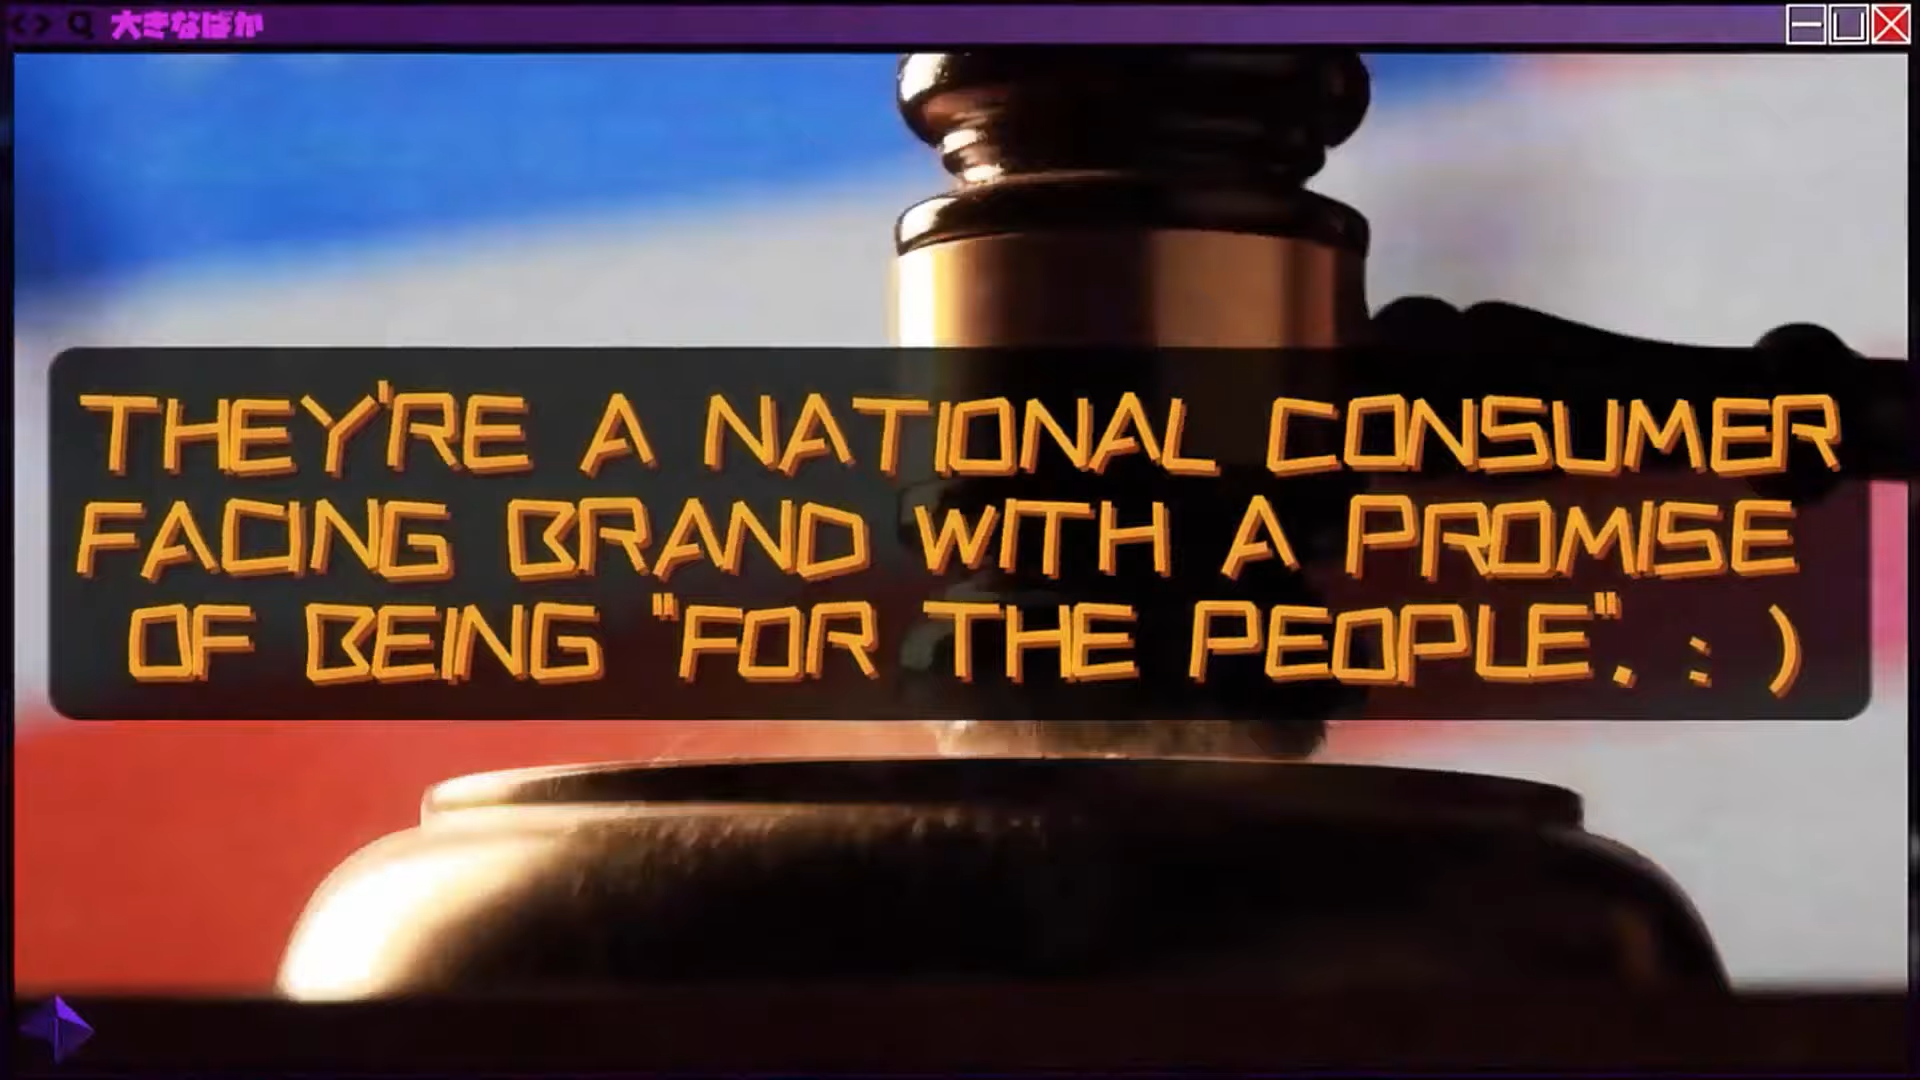 大きなばか
THEY'RE A NATIONAL CONSUMER
FACING BRAND WITH A PROMISE
OF BEING "FOR THE PEOPLE". : )